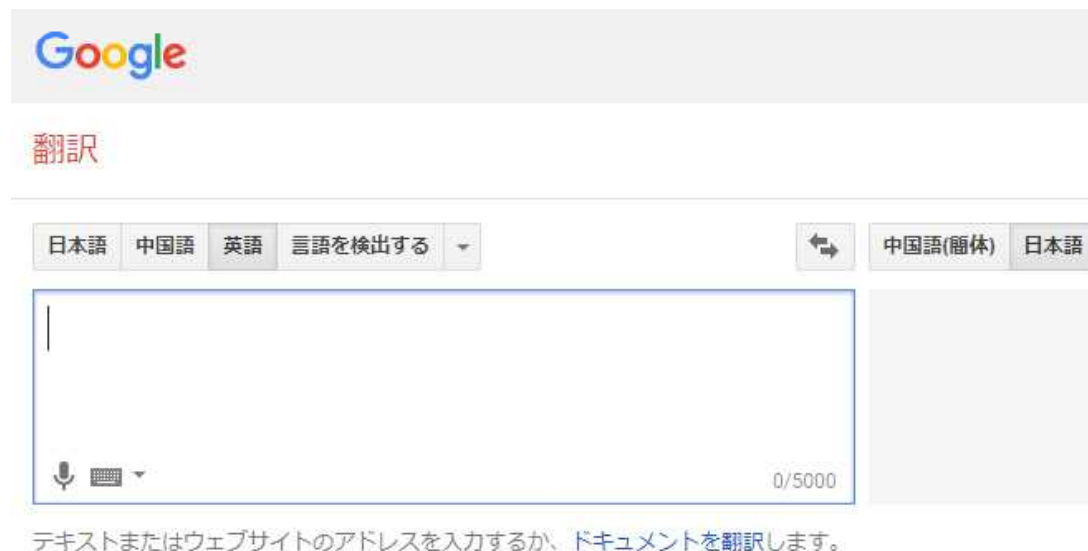 Google
翻訳
日本語 中国語 英語 言語を検出する 中国語(簡体) 日本語
0/5000
テキストまたはウェブサイトのアドレスを入力するか、ドキュメントを翻訳します。